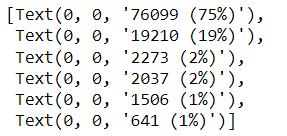 [Text(0, 0, '76099 (75%)'),
Text(0, 0, '19210 (19%)'),
Text(0, 0, '2273 (2%)'),
Text(0, 0, '2037 (2%)'),
Text(0, 0, '1506 (1%)'),
Text(0, 0, '641 (1%)')]